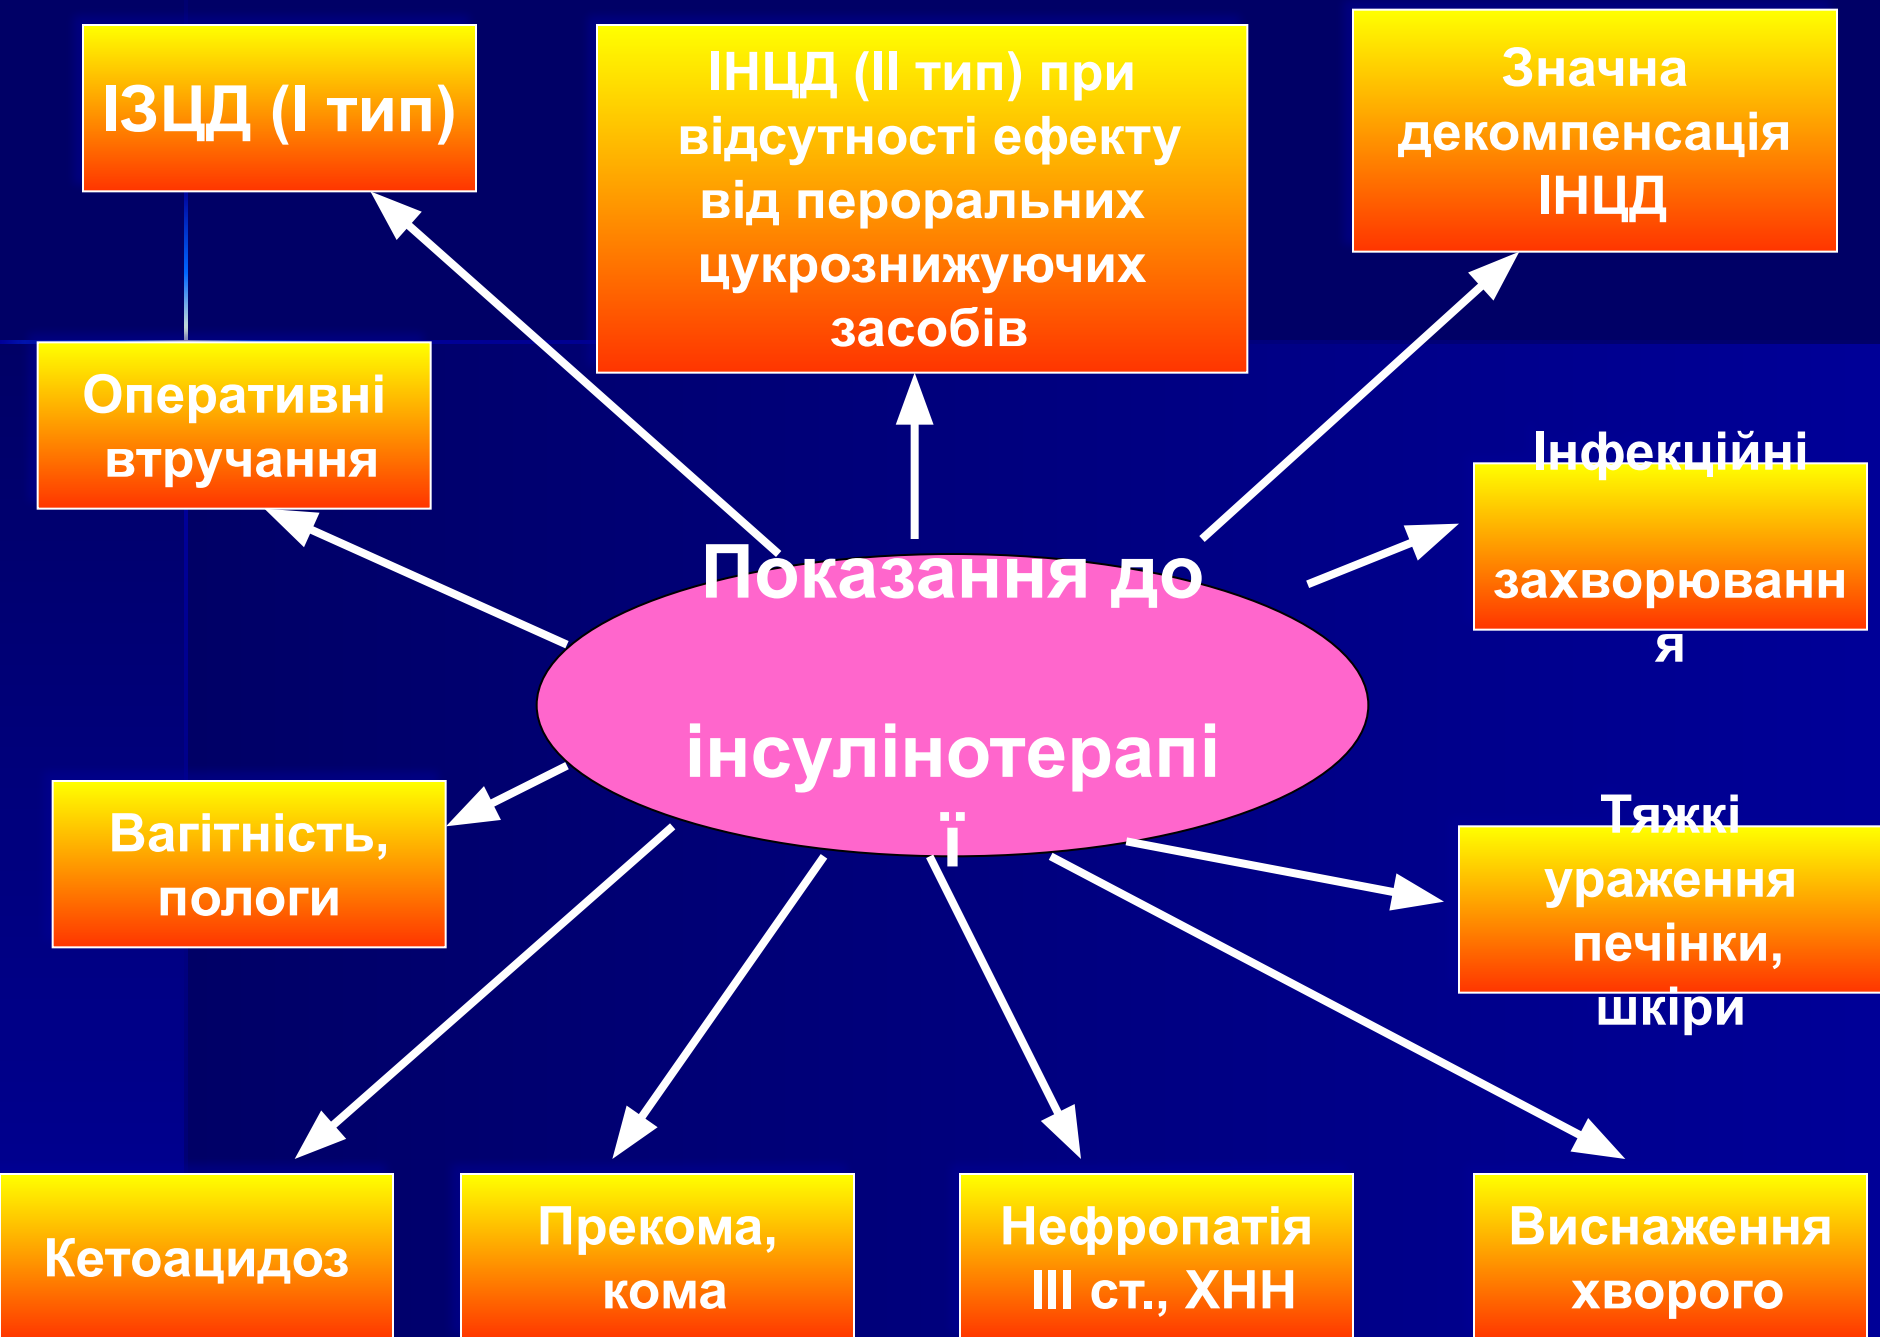 ІЗЦД (І тип)
ІНЦД (ІІ тип) при
відсутності ефекту
від пероральних
цукрознижуючих
засобів
Значна
декомпенсація
ІНЦД
Оперативні
втручання
Інфекційні
захворюванн
я
Показання до
інсулінотерапі
ї
Вагітність,
пологи
Тяжкі
ураження
печінки,
шкіри
Кетоацидоз
Прекома,
кома
Нефропатія
ІІІ ст., ХНН
Виснаження
хворого